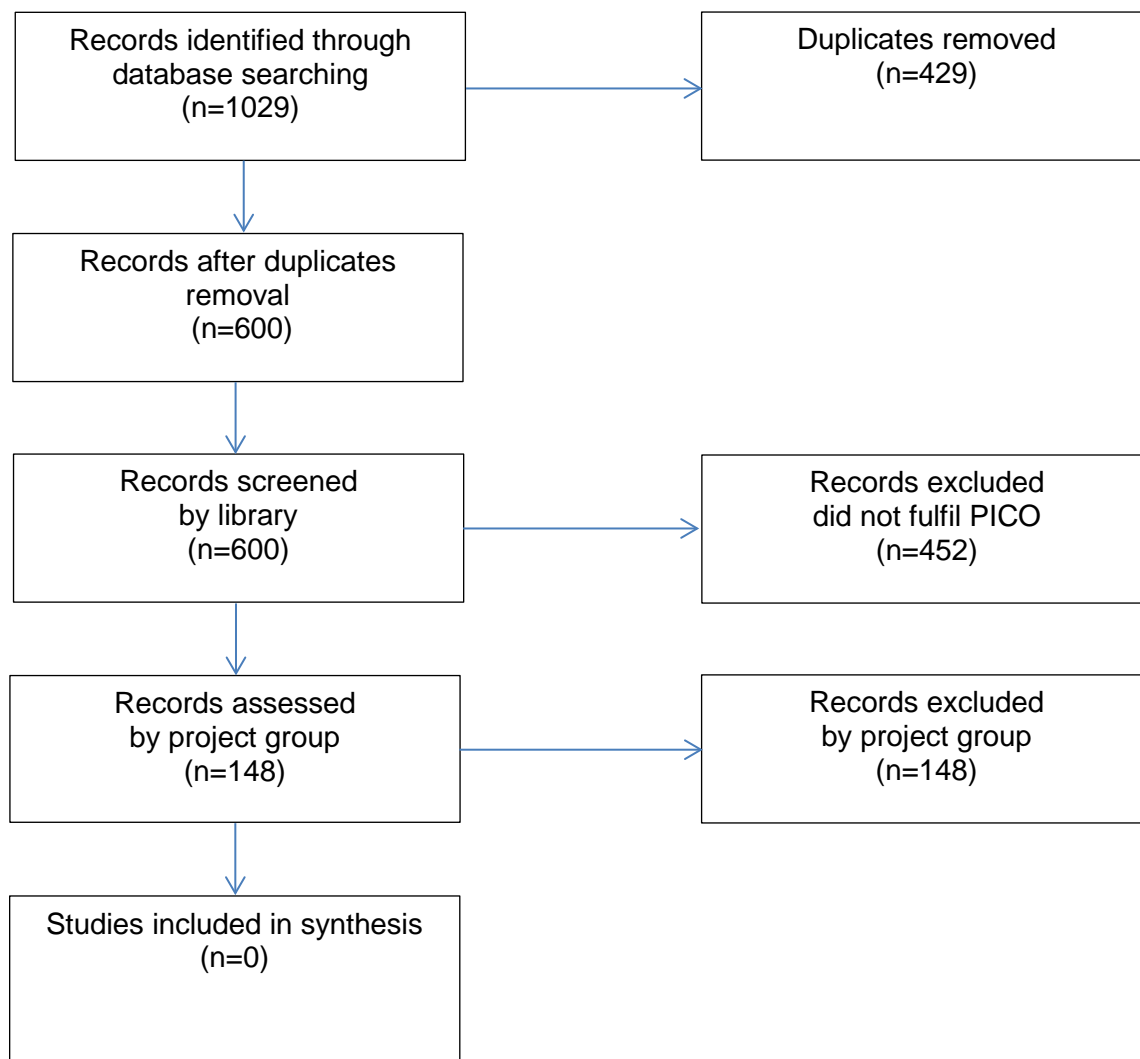 Records identified through
database searching
(n=1029)
Duplicates removed
(n=429)
Records after duplicates
removal
(n=600)
Records screened
by library
(n=600)
Records excluded
did not fulfil PICO
(n=452)
Records assessed
by project group
(n=148)
Records excluded
by project group
(n=148)
Studies included in synthesis
(n=0)